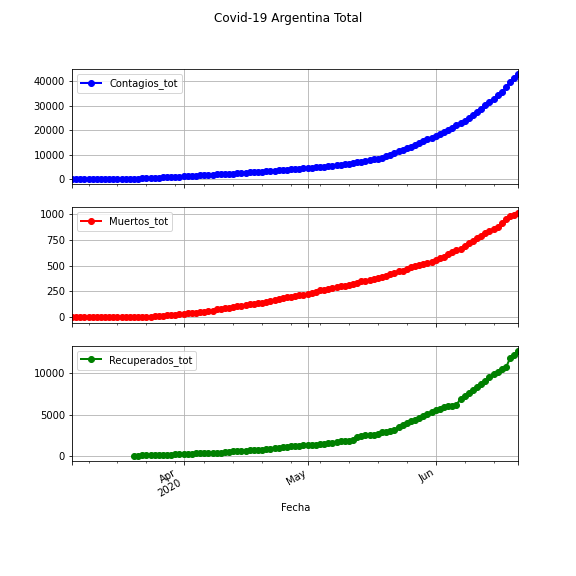 Covid-19 Argentina Total
40000
30000
20000
10000
0
Contagios_tot
1000
750
500
250
0
Muertos_tot
10000
5000
0
Recuperados_tot
Apr
2020
May
Jun
Fecha